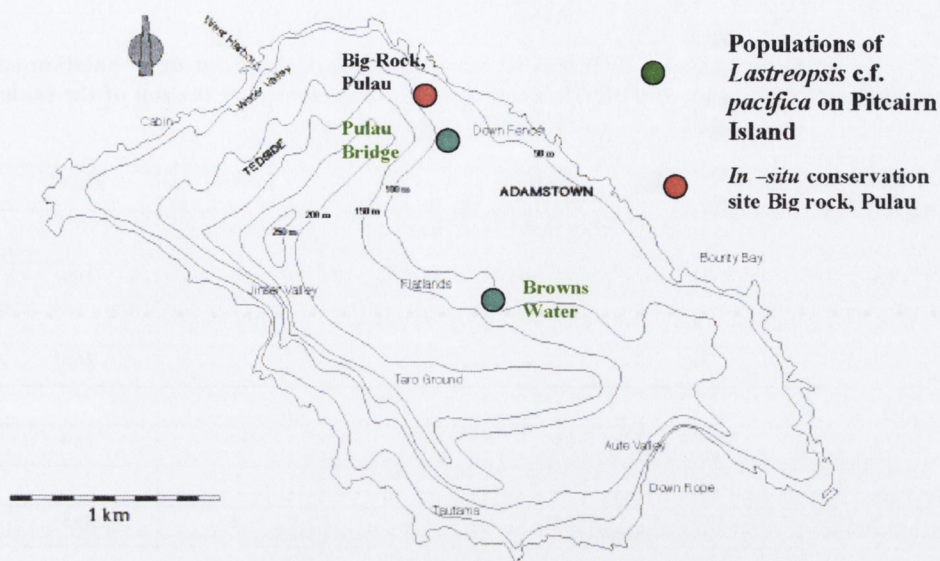 Near Harbour
Water Valley
Cabin
TEDSIDE
Big-Rock,
Pulau
Pulau
Bridge
Down Fence
50 m
100 m
150 m
200 m
250 m
ADAMSTOWN
Bounty Bay
Jinser Valley
Flatlands
Browns
Water
Taro Ground
Aute Valley
Down Rope
Tautama
1 km
Populations of
Lastreopsis c.f.
pacifica on Pitcairn
Island
In –situ conservation
site Big rock, Pulau